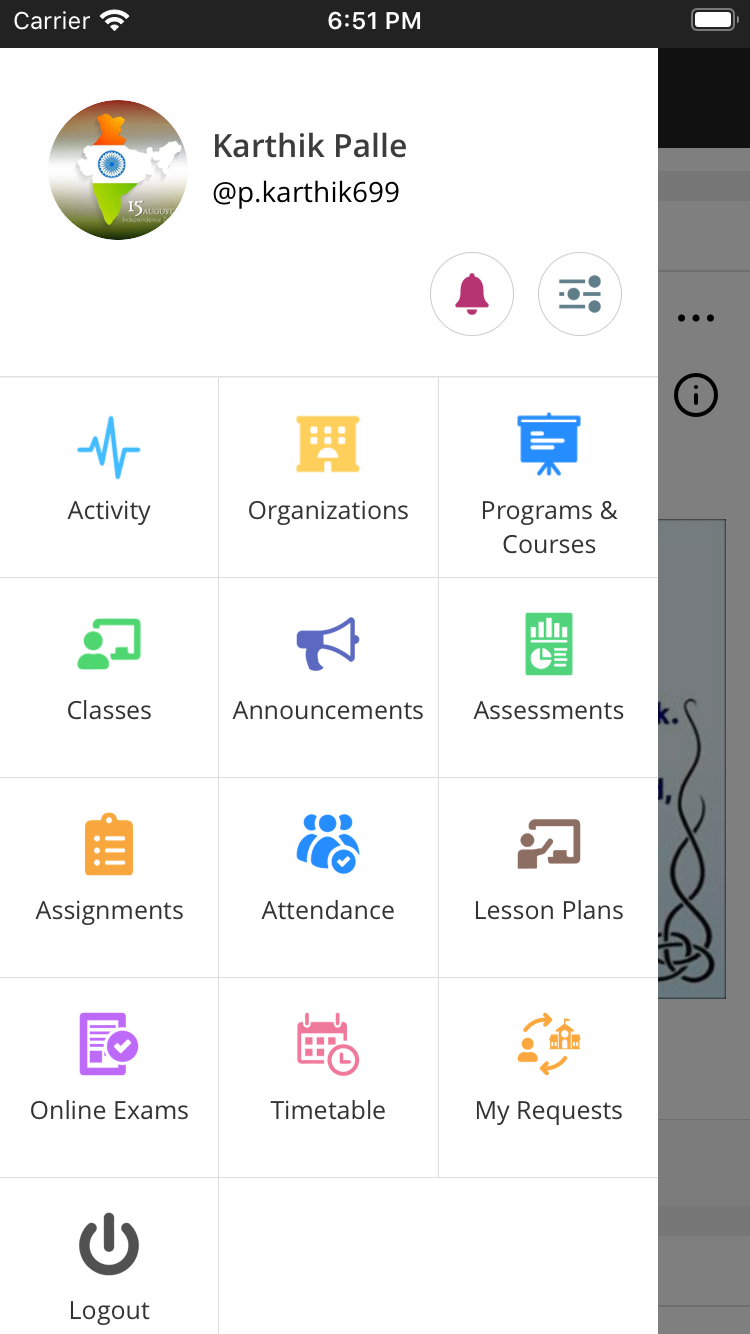 Carrier 6:51 PM
Karthik Palle
@p.karthik699
15 AUGUST
Independence
Activity Organizations Programs &
Courses
Classes Announcements Assessments
k.
d,
Assignments Attendance Lesson Plans
Online Exams Timetable My Requests
Logout